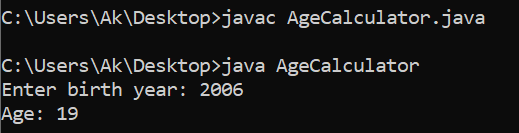 C:\Users\Ak\Desktop>javac AgeCalculator.java
C:\Users\Ak\Desktop>java AgeCalculator
Enter birth year: 2006
Age: 19